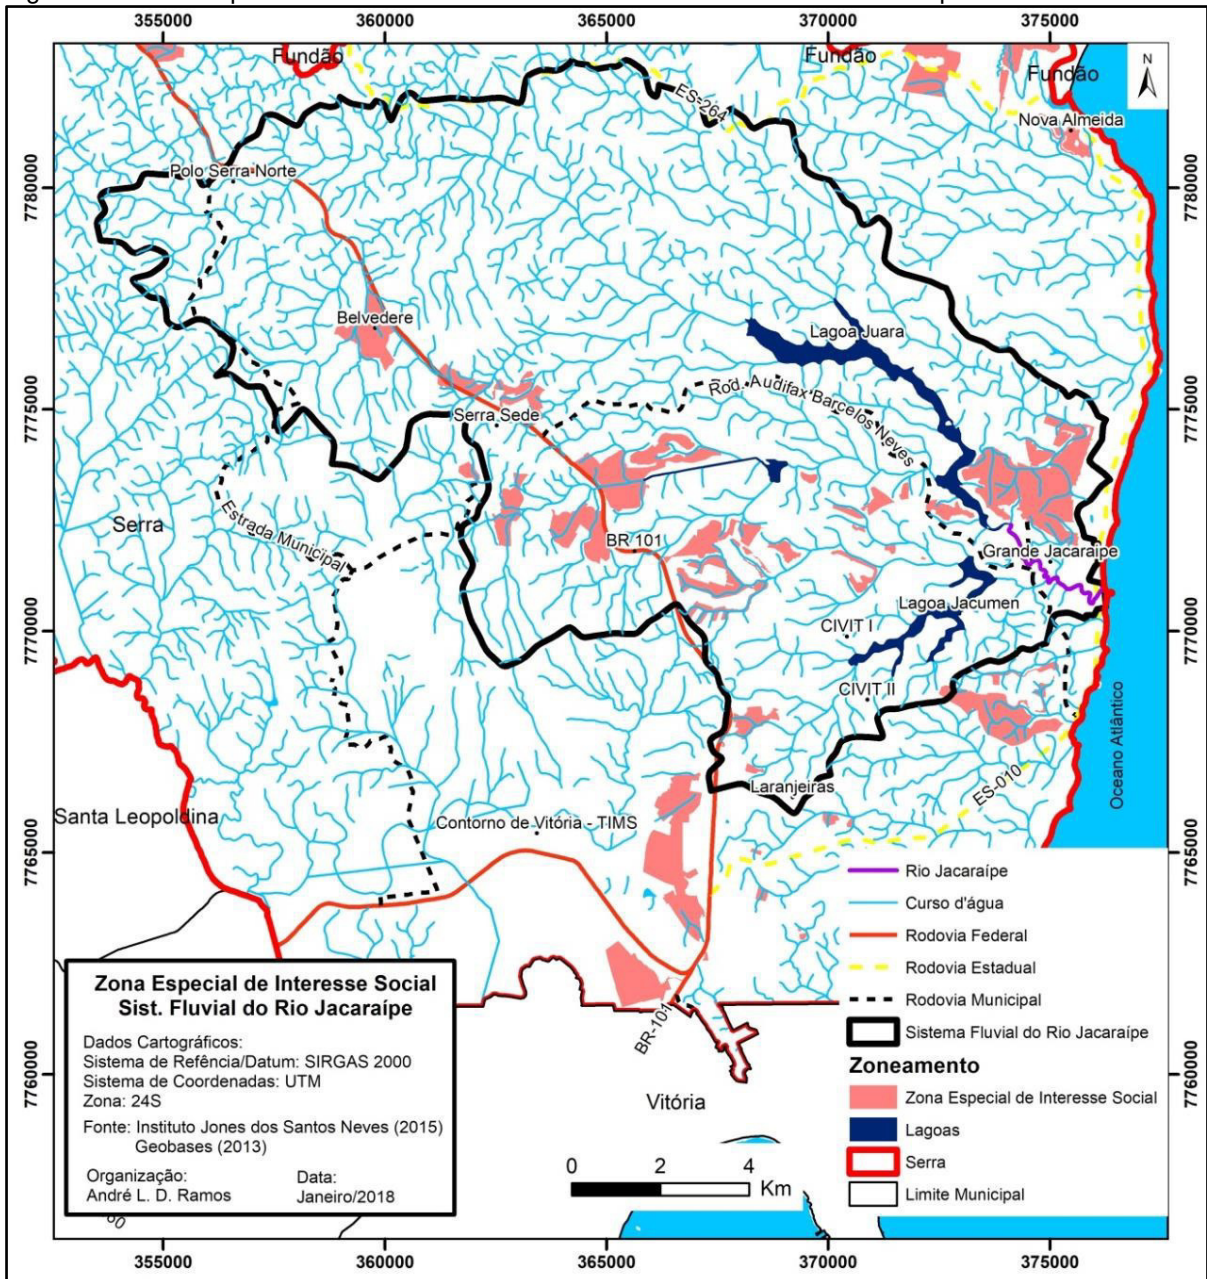 355000 360000 365000 370000 375000
Fundão Fundão Fundão
N
ES-264
Nova Almeida
Polo Serra Norte
7780000 7780000
Lagoa Juara
Belvedere
Rod. Audifax Barcelos Neves
7775000 7775000
Serra Sede
Serra
Estrada Municipal
BR 101
Grande Jacaraipe
Lagoa Jacumen
CIVIT I
7770000 7770000
CIVIT II
Oceano Atlântico
Laranjeiras
ES-010
Santa Leopoldina
Contorno de Vitória - TIMS
7765000 7765000
BR-101
Vitória
7760000 7760000
Zona Especial de Interesse Social
Sist. Fluvial do Rio Jacaraípe
Dados Cartográficos:
Sistema de Refência/Datum: SIRGAS 2000
Sistema de Coordenadas: UTM
Zona: 24S
Fonte: Instituto Jones dos Santos Neves (2015)
Geobases (2013)
Organização:
André L. D. Ramos
Data:
Janeiro/2018
0 2 4
Km
Rio Jacaraípe
Curso d'água
Rodovia Federal
Rodovia Estadual
Rodovia Municipal
Sistema Fluvial do Rio Jacaraípe
Zoneamento
Zona Especial de Interesse Social
Lagoas
Serra
Limite Municipal
355000 360000 365000 370000 375000